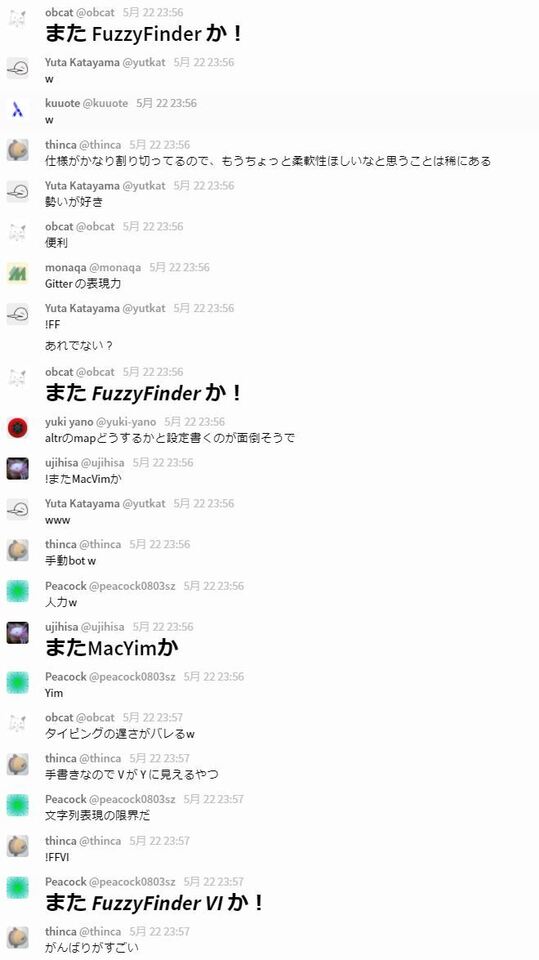 obcat @obcat 5月 22 23:56
また FuzzyFinder か！
Yuta Katayama @yutkat 5月 22 23:56
w
kuuote @kuuote 5月 22 23:56
w
thinca @thinca 5月 22 23:56
仕様がかなり割り切ってるので、もうちょっと柔軟性ほしいなと思うことは稀にある
Yuta Katayama @yutkat 5月 22 23:56
勢いが好き
obcat @obcat 5月 22 23:56
便利
monaqa @monaqa 5月 22 23:56
Gitter の表現力
Yuta Katayama @yutkat 5月 22 23:56
!FF
あれでない？
obcat @obcat 5月 22 23:56
また FuzzyFinder か！
yuki yano @yuki-yano 5月 22 23:56
altrのmapどうするかと設定書くのが面倒そうで
ujihisa @ujihisa 5月 22 23:56
!またMacVimか
Yuta Katayama @yutkat 5月 22 23:56
www
thinca @thinca 5月 22 23:56
手動bot w
Peacock @peacock0803sz 5月 22 23:56
人力w
ujihisa @ujihisa 5月 22 23:56
またMacYimか
Peacock @peacock0803sz 5月 22 23:56
Yim
obcat @obcat 5月 22 23:57
タイピングの遅さがバレるw
thinca @thinca 5月 22 23:57
手書きなので V が Y に見えるやつ
Peacock @peacock0803sz 5月 22 23:57
文字列表現の限界だ
thinca @thinca 5月 22 23:57
!FFVI
Peacock @peacock0803sz 5月 22 23:57
また FuzzyFinder VI か！
thinca @thinca 5月 22 23:57
がんばりがすごい